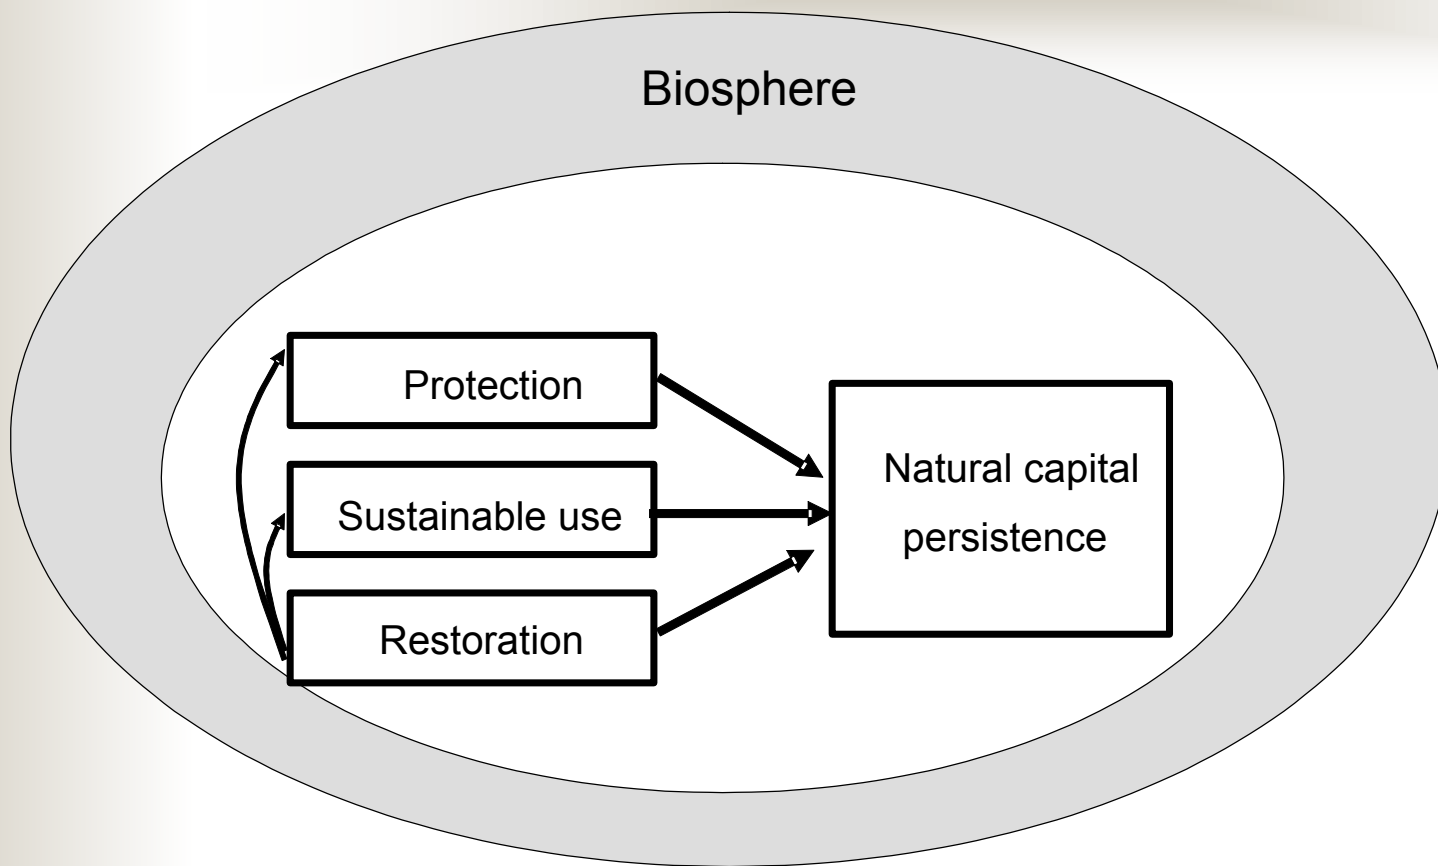 Biosphere
Protection
Sustainable use
Restoration
Natural capital
persistence